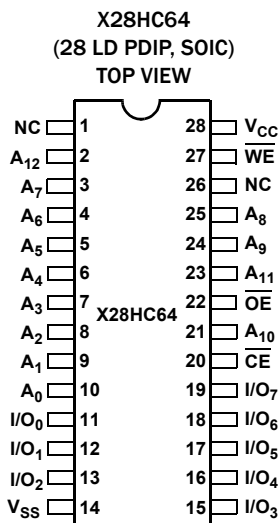 X28HC64
(28 LD PDIP, SOIC)
TOP VIEW
NC 1 28 VCC
A12 2 27 W̅E̅
A7 3 26 NC
A6 4 25 A8
A5 5 24 A9
A4 6 23 A11
A3 7 22 O̅E̅
X28HC64
A2 8 21 A10
A1 9 20 C̅E̅
A0 10 19 I/O7
I/O0 11 18 I/O6
I/O1 12 17 I/O5
I/O2 13 16 I/O4
VSS 14 15 I/O3